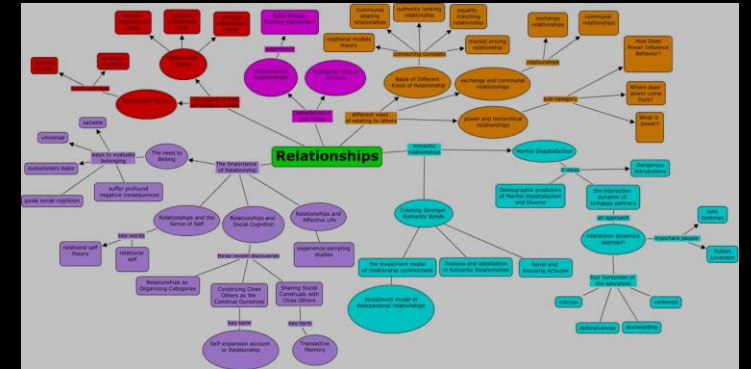 Communal
sharing
relationship
authority ranking
relationship
equality
matching
relationship
exchange
relationships
communal
relationships
relational models
theory
connecting concepts
market pricing
relationship
relationships
How Does
Power Influence
Behavior?
Interpersonal
Relationships
Triangular Theory
of Love
Basis of Different
Kinds of Relationship
exchange and communal
relationships
sub-category
Where does
power come
from?
different ways
of relating to others
power and hierarchical
relationships
What is
power?
satiable
universal
ways to evaluate
belonging
The need to
Belong
evolutionary basis
suffer profound
negative consequences
guide social cognition
The Importance
of Relationship
Relationships
romantic
relationships
Marital Dissatisfaction
3 ideas
Dangerous
Attributions
Demographic predictors
of Marital dissatisfaction
and Divorce
the interaction
dynamic of
Unhappy partners
an approach
interaction dynamics
approach
important people
John
Gottman
Robert
Levenson
four horsemen of
the apocalypse
criticism
contempt
defensiveness
stonewalling
Creating Stronger
Romantic Bonds
the investment model
of relationship commitment
Illusions and idealization
in Romantic Relationships
Novel and
Arousing Activities
investment model of
interpersonal relationships
Relationships and the
Sense of Self
Relationships and
Social Cognition
Relationships and
Affective Life
key words
relational self
theory
relational
self
experience-sampling
studies
three recent discoveries
Relationships as
Organizing Categories
Construing Close
Others as We
Construe Ourselves
Sharing Social
Constructs with
Close Others
key term
key term
Self-expansion account
or Relationship
Transactive
Memory